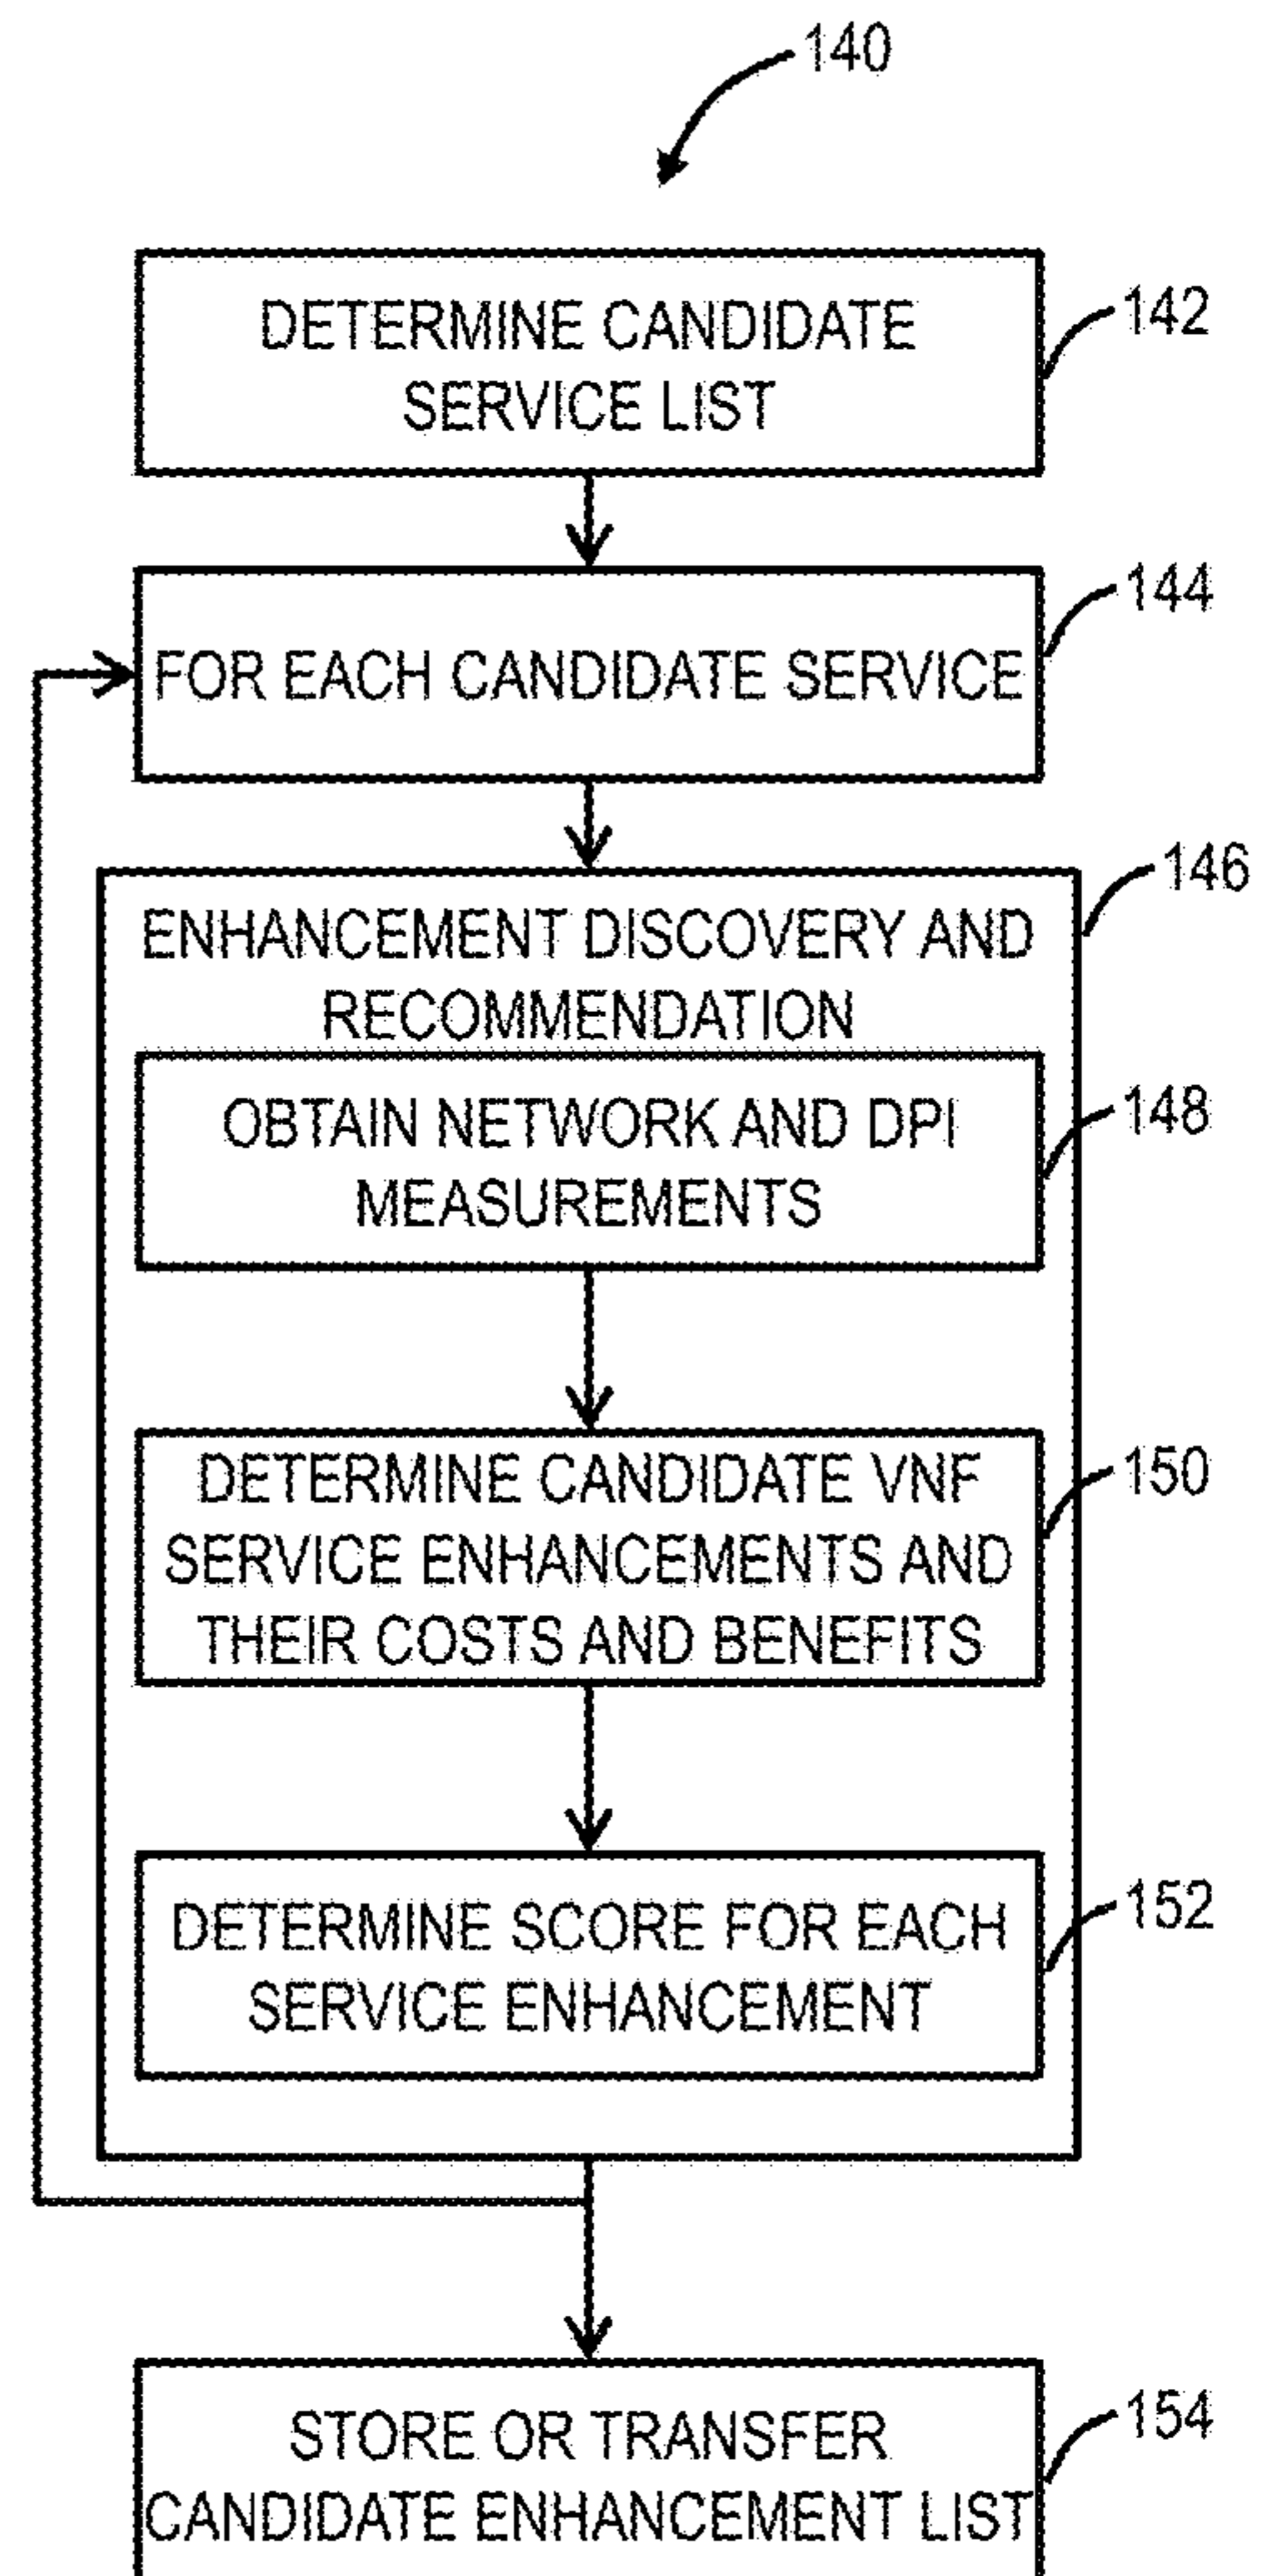 140
DETERMINE CANDIDATE
SERVICE LIST
142
FOR EACH CANDIDATE SERVICE
144
146
ENHANCEMENT DISCOVERY AND
RECOMMENDATION
OBTAIN NETWORK AND DPI
MEASUREMENTS
148
DETERMINE CANDIDATE VNF
SERVICE ENHANCEMENTS AND
THEIR COSTS AND BENEFITS
150
DETERMINE SCORE FOR EACH
SERVICE ENHANCEMENT
152
STORE OR TRANSFER
CANDIDATE ENHANCEMENT LIST
154